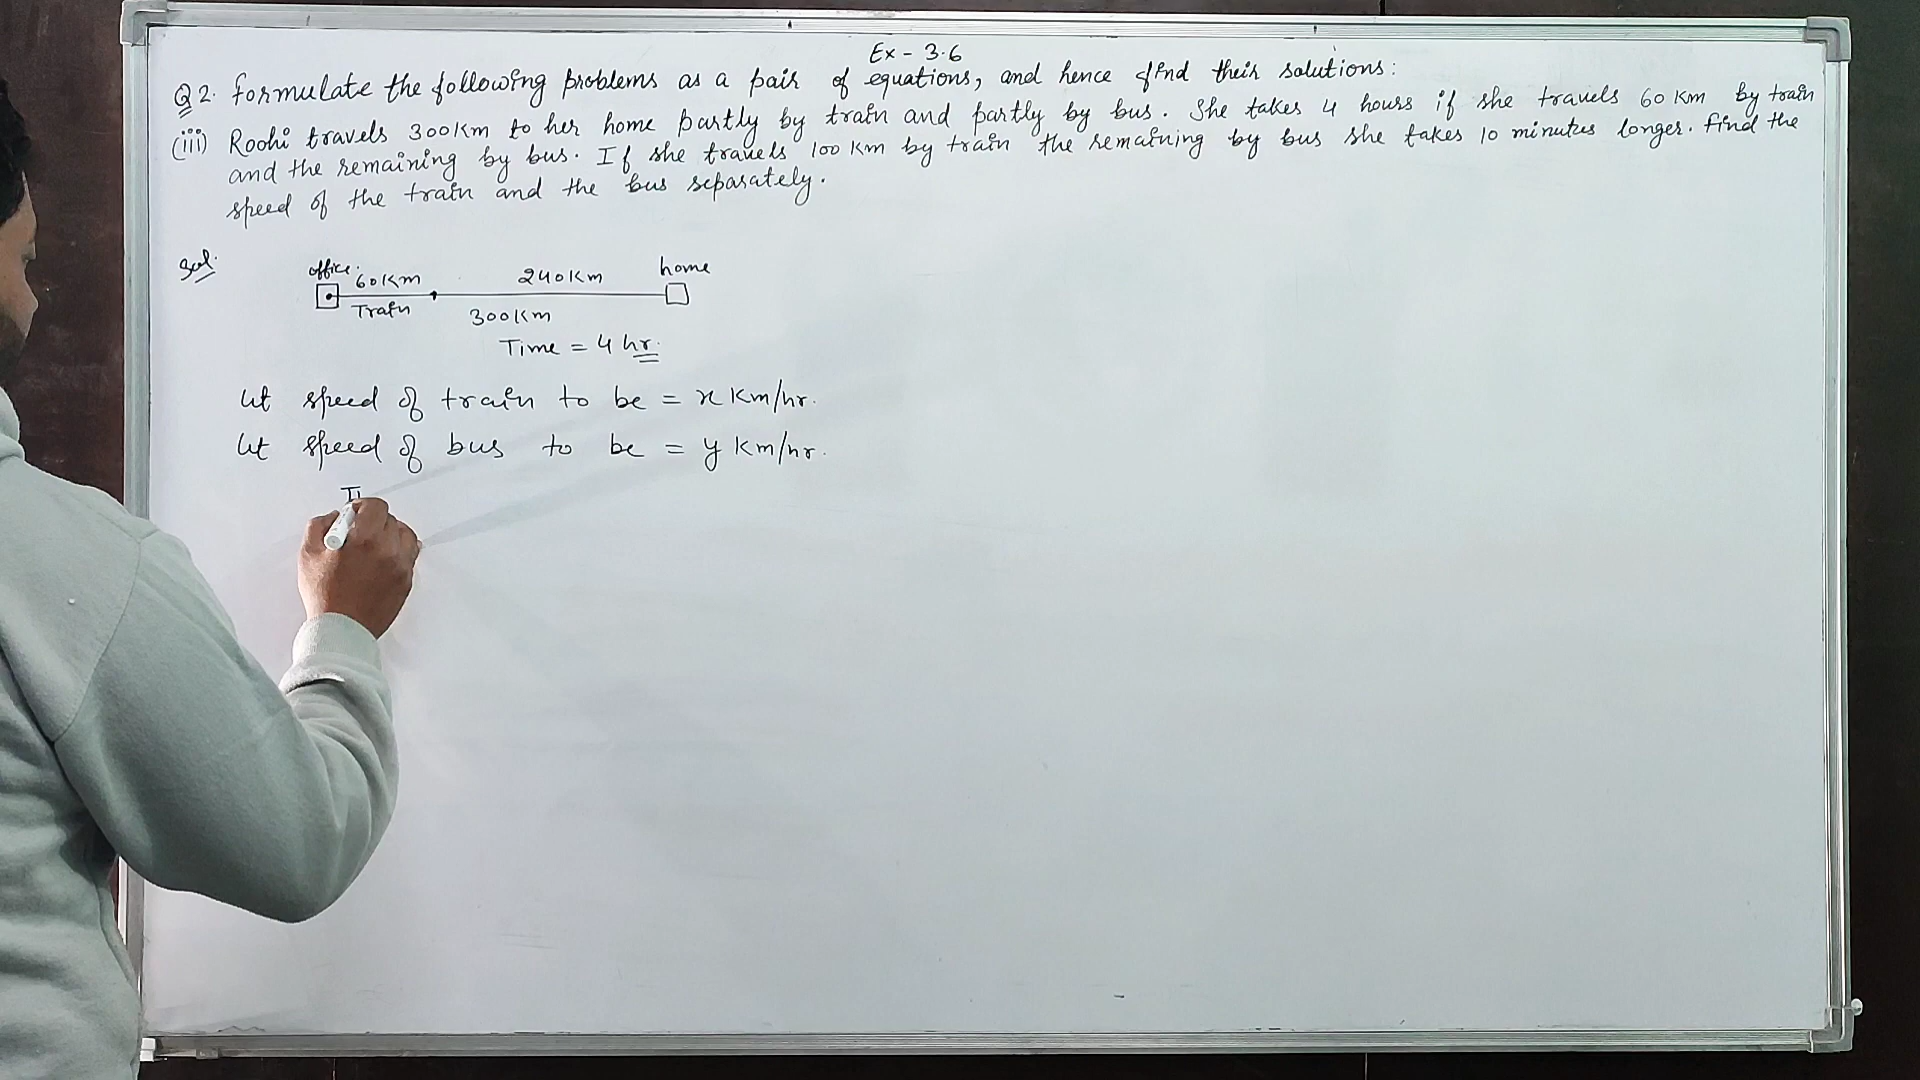 Ex - 3.6
Q2. formulate the following problems as a pair of equations, and hence find their solutions:
(iii) Roohi travels 300km to her home partly by train and partly by bus. She takes 4 hours if she travels 60 km by train
and the remaining by bus. If she travels 100 km by train the remaining by bus she takes 10 minutes longer. find the
speed of the train and the bus separately.
Sol.
office. 60km 240km home
Train 300km
Time = 4 hr.
let speed of train to be = x km/hr.
let speed of bus to be = y km/hr.